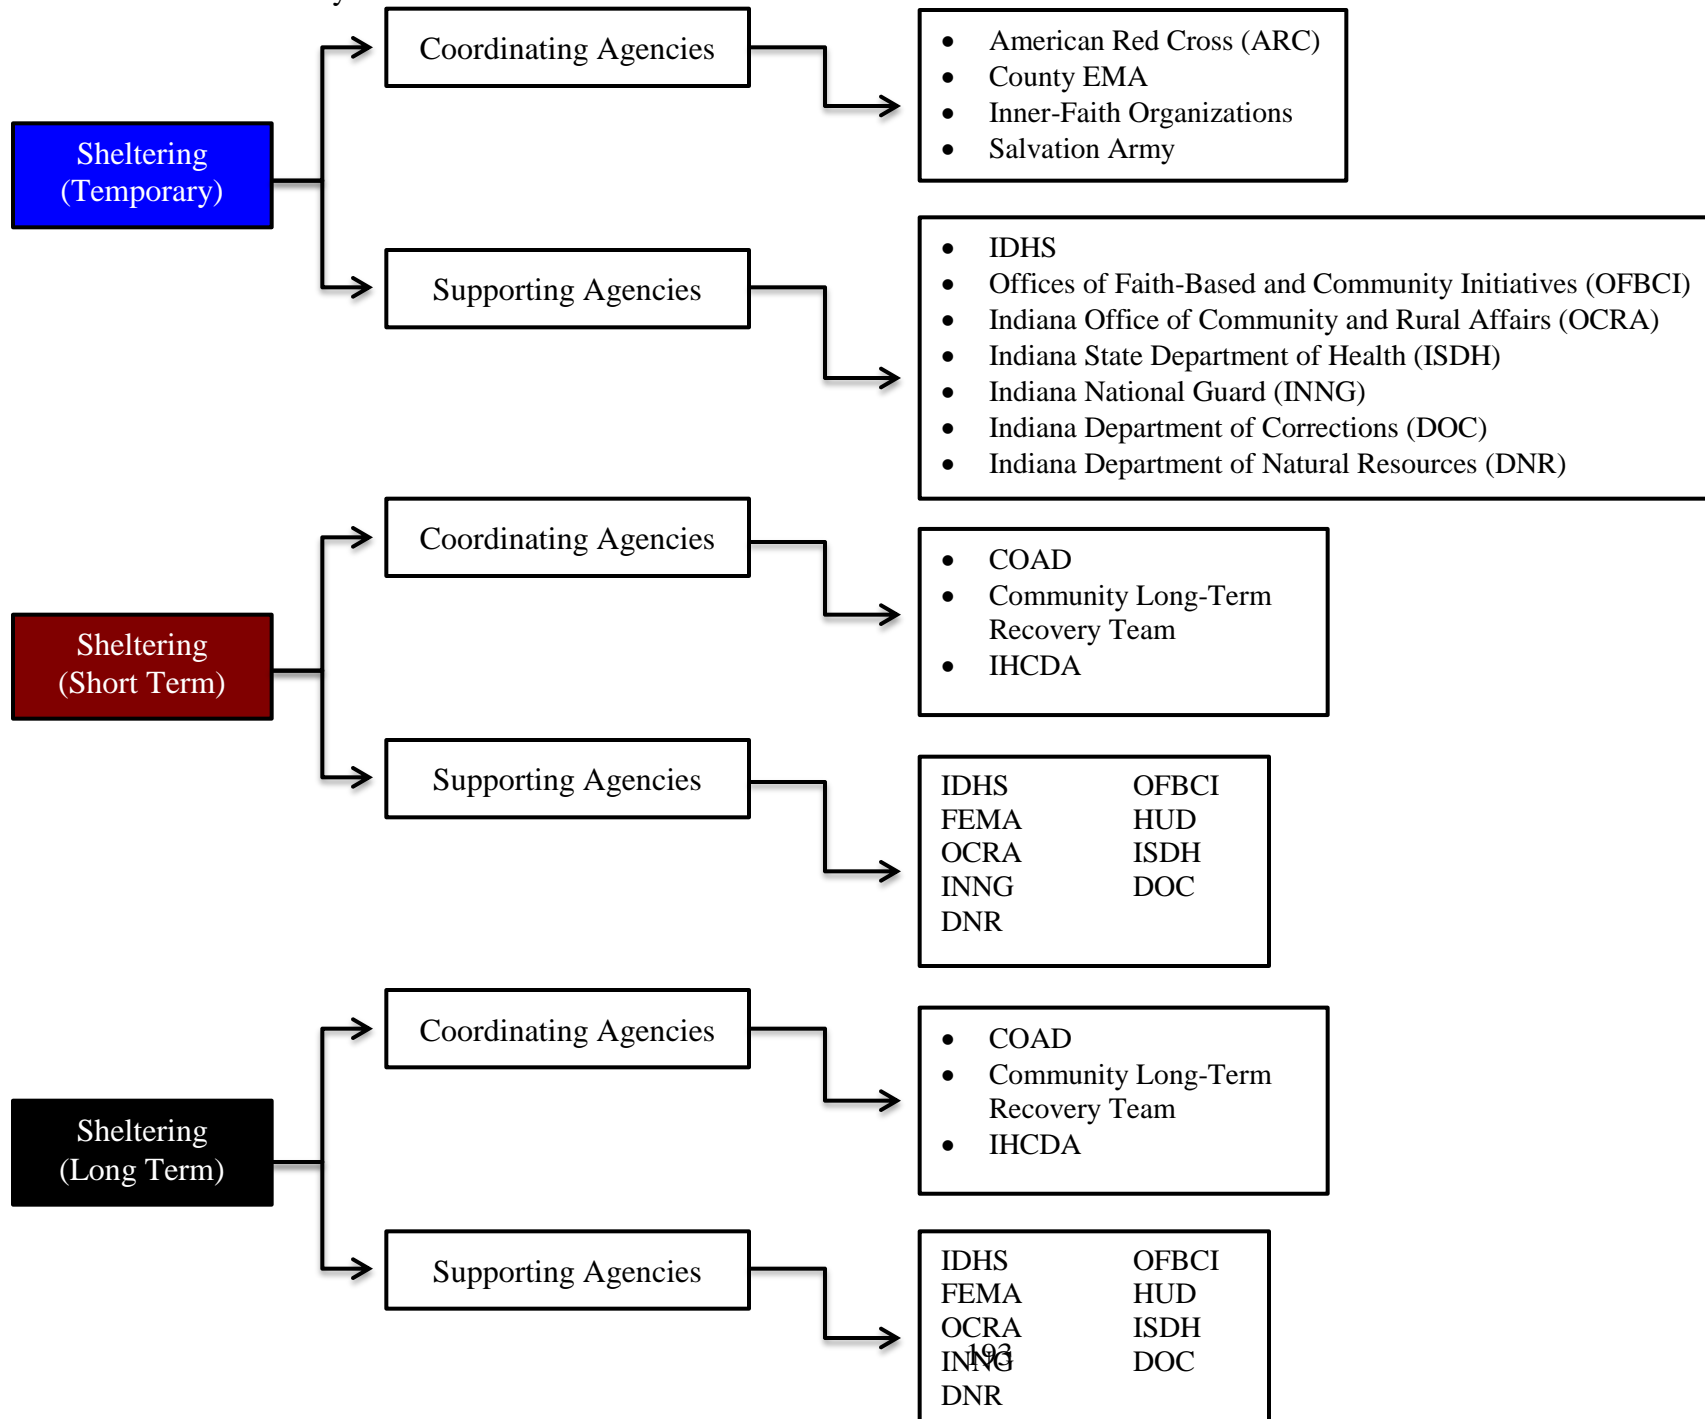 Coordinating Agencies
• American Red Cross (ARC)
• County EMA
• Inner-Faith Organizations
• Salvation Army
Sheltering
(Temporary)
Supporting Agencies
• IDHS
• Offices of Faith-Based and Community Initiatives (OFBCI)
• Indiana Office of Community and Rural Affairs (OCRA)
• Indiana State Department of Health (ISDH)
• Indiana National Guard (INNG)
• Indiana Department of Corrections (DOC)
• Indiana Department of Natural Resources (DNR)
Coordinating Agencies
• COAD
• Community Long-Term
Recovery Team
• IHCDA
Sheltering
(Short Term)
Supporting Agencies
IDHS OFBCI
FEMA HUD
OCRA ISDH
INNG DOC
DNR
Coordinating Agencies
• COAD
• Community Long-Term
Recovery Team
• IHCDA
Sheltering
(Long Term)
Supporting Agencies
IDHS OFBCI
FEMA HUD
OCRA ISDH
INNG DOC
193
DNR